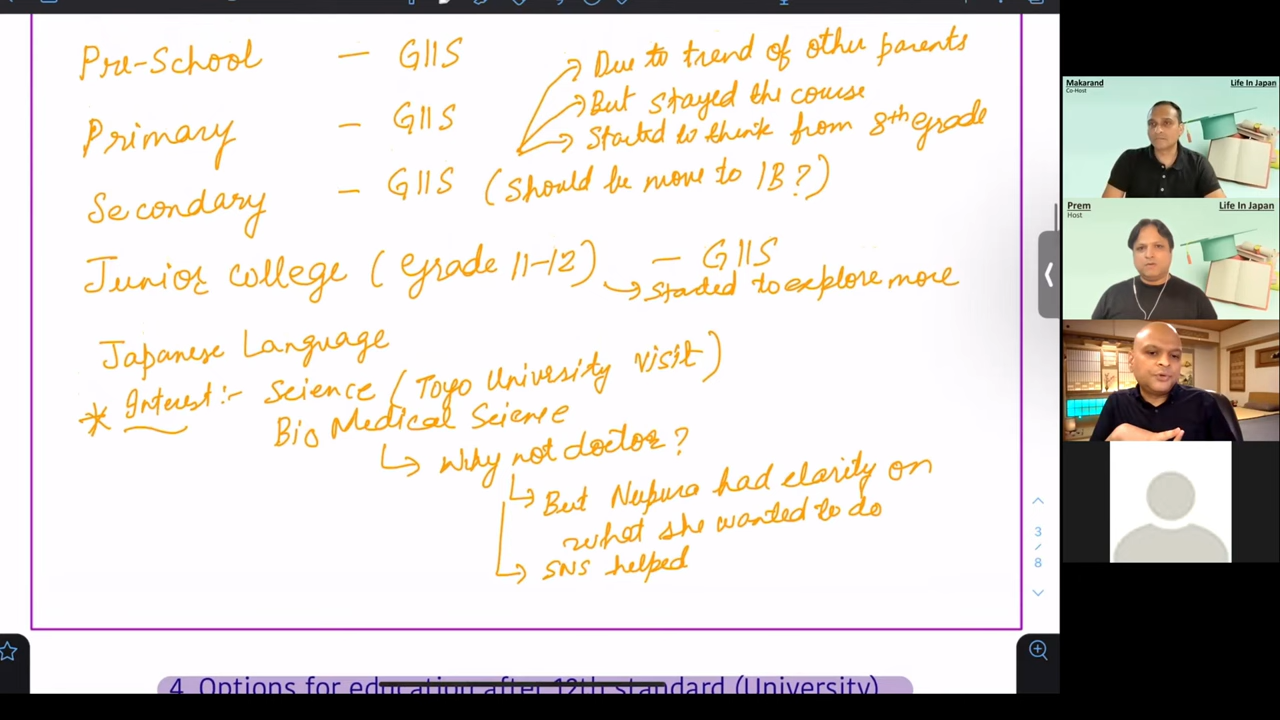 Pre-School - GIIS
Due to trend of other parents
But stayed the course
Primary - GIIS
Started to think from 8th grade
Secondary - GIIS (should be move to IB?)
Junior college (grade 11-12) - GIIS
Started to explore more
Japanese Language
* Interest:- Science (Toyo University visit)
Bio Medical Science
Why not doctor?
But Nupura had clarity on
what she wanted to do
SNS helped
4. Options for education after 12th standard (University)
3
/
8
Makarand
Co-Host
Life In Japan
Prem
Host
Life In Japan